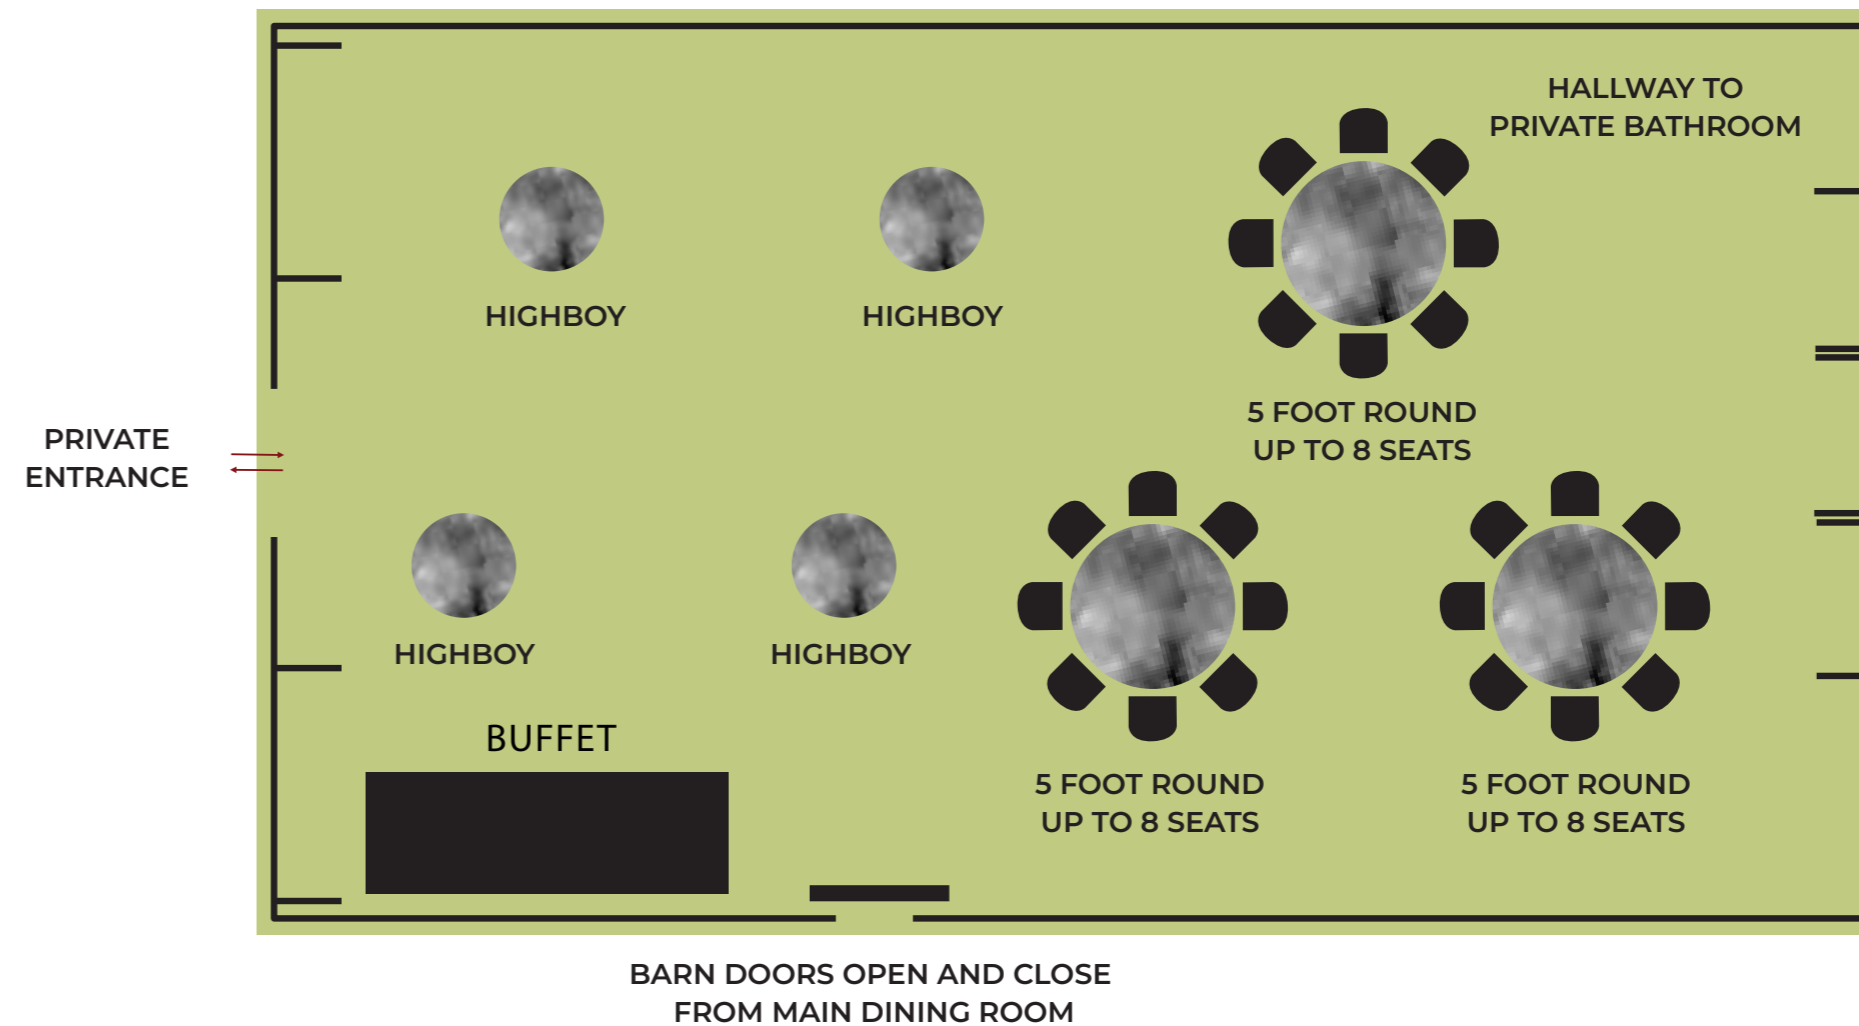 HALLWAY TO
PRIVATE BATHROOM
HIGHBOY
HIGHBOY
5 FOOT ROUND
UP TO 8 SEATS
PRIVATE
ENTRANCE
HIGHBOY
HIGHBOY
BUFFET
5 FOOT ROUND
UP TO 8 SEATS
5 FOOT ROUND
UP TO 8 SEATS
BARN DOORS OPEN AND CLOSE
FROM MAIN DINING ROOM